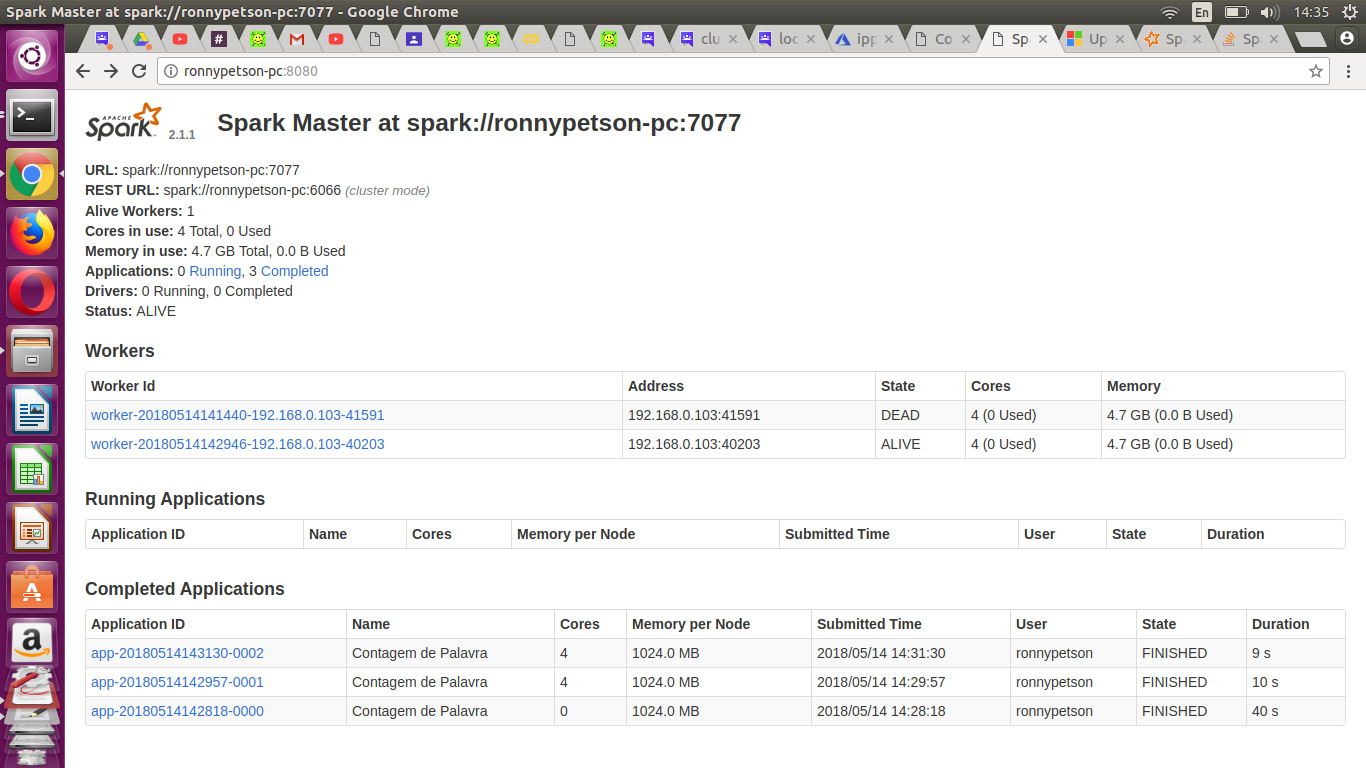 Spark Master at spark://ronnypetson-pc:7077 - Google Chrome
En
14:35
clu
loc
ipp
Co
Sp
Up
Sp
Sp
ronnypetson-pc:8080
APACHE Spark 2.1.1
Spark Master at spark://ronnypetson-pc:7077
URL: spark://ronnypetson-pc:7077
REST URL: spark://ronnypetson-pc:6066 (cluster mode)
Alive Workers: 1
Cores in use: 4 Total, 0 Used
Memory in use: 4.7 GB Total, 0.0 B Used
Applications: 0 Running, 3 Completed
Drivers: 0 Running, 0 Completed
Status: ALIVE
Workers
Worker Id Address State Cores Memory
worker-20180514141440-192.168.0.103-41591 192.168.0.103:41591 DEAD 4 (0 Used) 4.7 GB (0.0 B Used)
worker-20180514142946-192.168.0.103-40203 192.168.0.103:40203 ALIVE 4 (0 Used) 4.7 GB (0.0 B Used)
Running Applications
Application ID Name Cores Memory per Node Submitted Time User State Duration
Completed Applications
Application ID Name Cores Memory per Node Submitted Time User State Duration
app-20180514143130-0002 Contagem de Palavra 4 1024.0 MB 2018/05/14 14:31:30 ronnypetson FINISHED 9 s
app-20180514142957-0001 Contagem de Palavra 4 1024.0 MB 2018/05/14 14:29:57 ronnypetson FINISHED 10 s
app-20180514142818-0000 Contagem de Palavra 0 1024.0 MB 2018/05/14 14:28:18 ronnypetson FINISHED 40 s